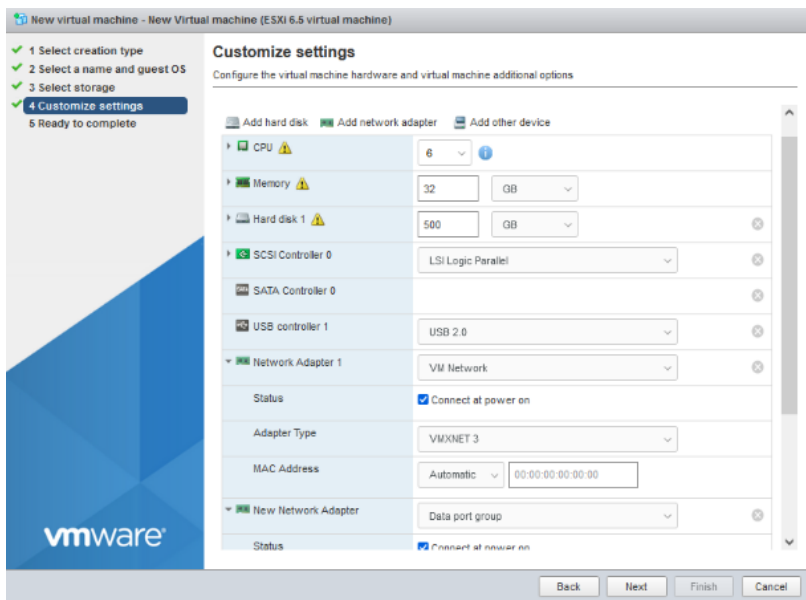 New virtual machine - New Virtual machine (ESXi 6.5 virtual machine)
1 Select creation type
2 Select a name and guest OS
3 Select storage
4 Customize settings
5 Ready to complete
vmware®
Customize settings
Configure the virtual machine hardware and virtual machine additional options
Add hard disk Add network adapter Add other device
CPU 6
Memory 32 GB
Hard disk 1 500 GB
SCSI Controller 0 LSI Logic Parallel
SATA Controller 0
USB controller 1 USB 2.0
Network Adapter 1 VM Network
Status Connect at power on
Adapter Type VMXNET 3
MAC Address Automatic 00:00:00:00:00:00
New Network Adapter Data port group
Status Connect at power on
Back Next Finish Cancel